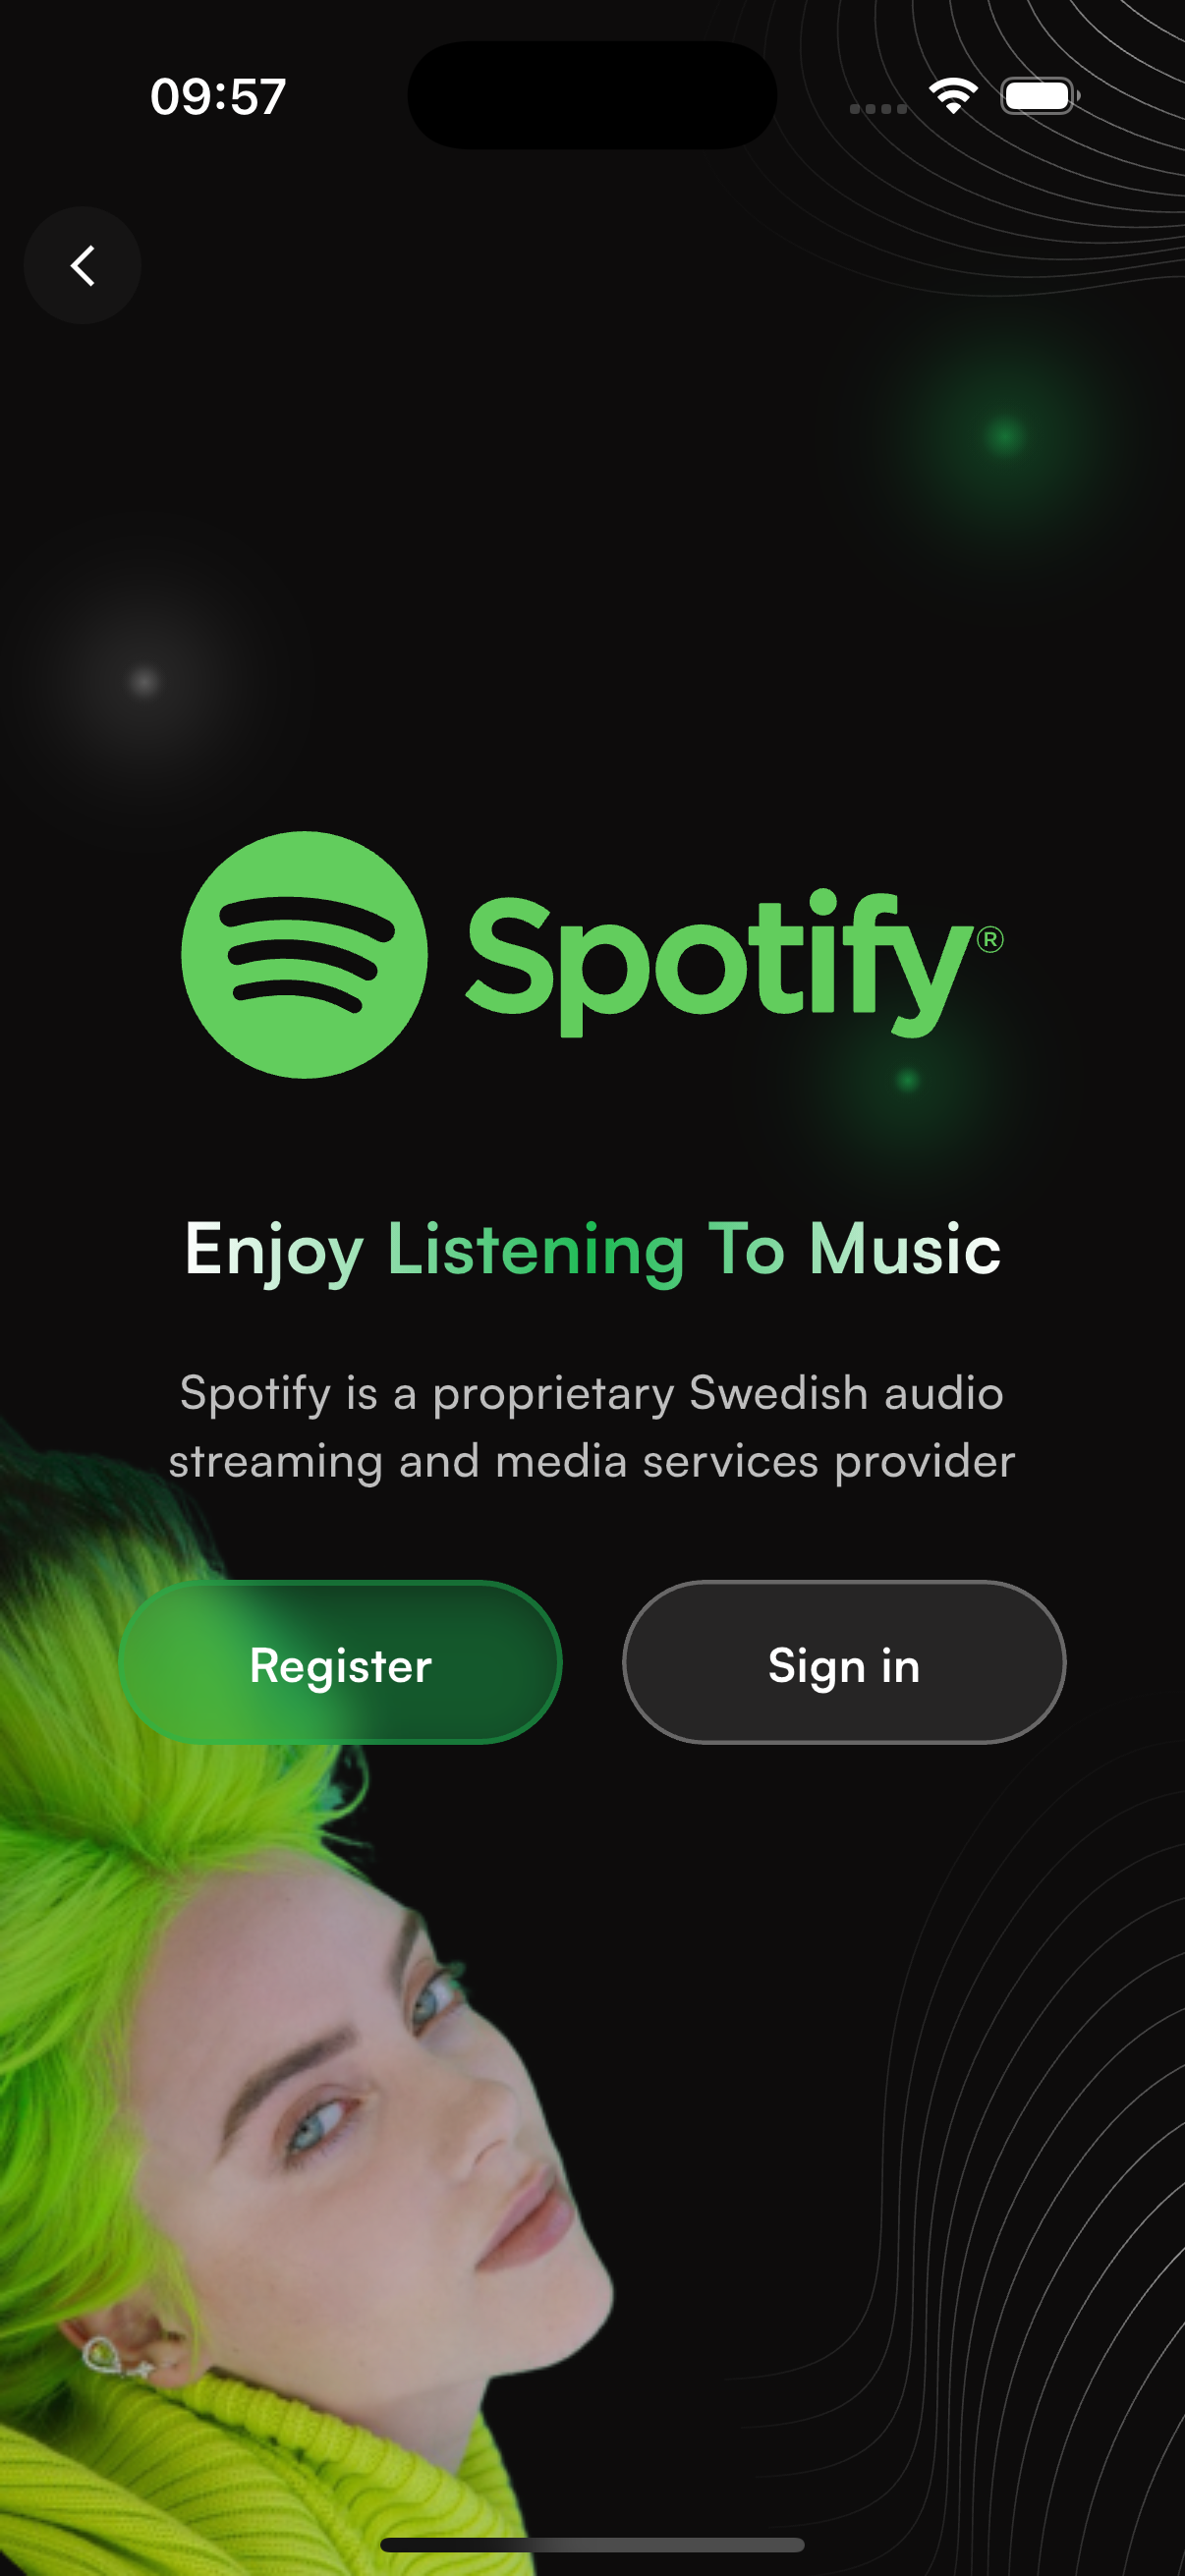 09:57
Spotify®
Enjoy Listening To Music
Spotify is a proprietary Swedish audio
streaming and media services provider
Register
Sign in